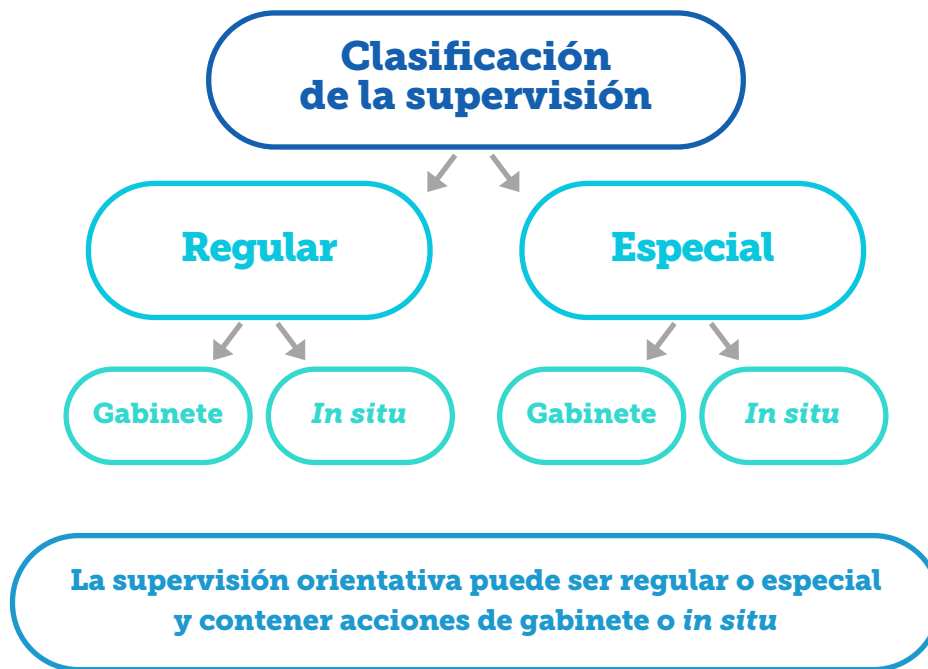 Clasificación
de la supervisión
Regular
Especial
Gabinete
In situ
Gabinete
In situ
La supervisión orientativa puede ser regular o especial
y contener acciones de gabinete o in situ